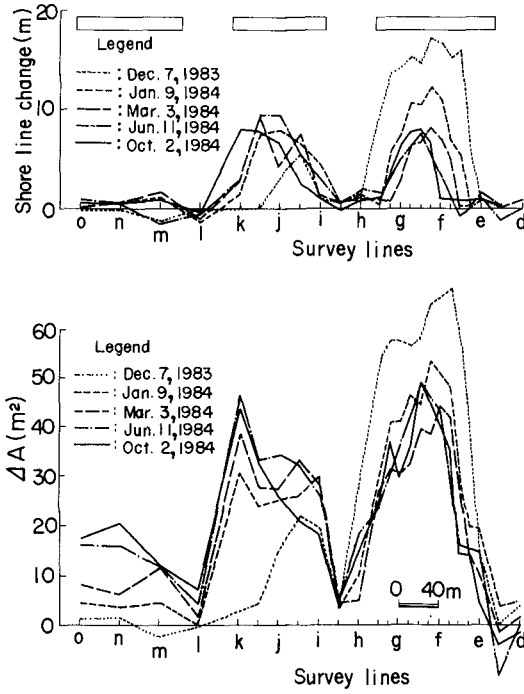 Shore line change (m)
20
10
0
Legend
: Dec. 7, 1983
: Jan. 9, 1984
: Mar. 3, 1984
: Jun. 11, 1984
: Oct. 2, 1984
o n m l k j i h g f e d
Survey lines
ΔA (m²)
60
50
40
30
20
10
0
Legend
: Dec. 7, 1983
: Jan. 9, 1984
: Mar. 3, 1984
: Jun. 11, 1984
: Oct. 2, 1984
0 40m
o n m l k j i h g f e d
Survey lines